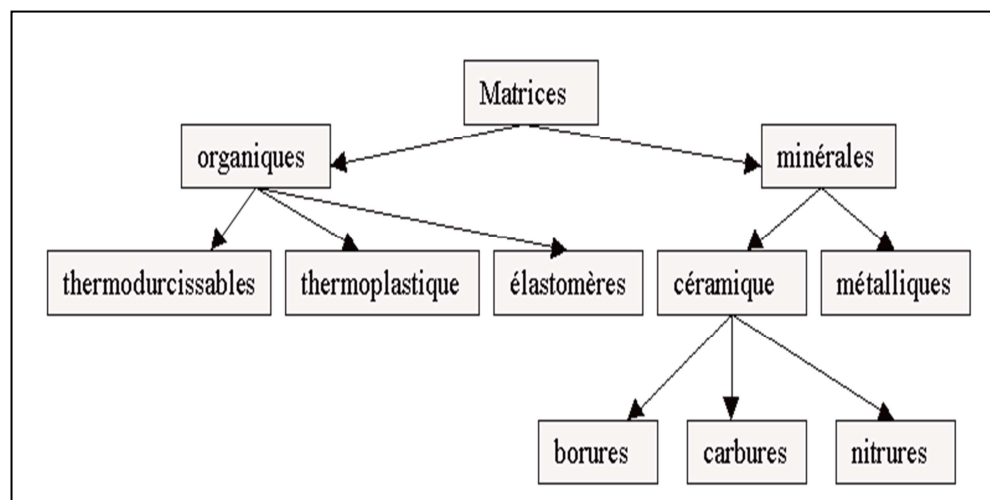 Matrices
organiques
minérales
thermodurcissables
thermoplastique
élastomères
céramique
métalliques
borures
carbures
nitrures